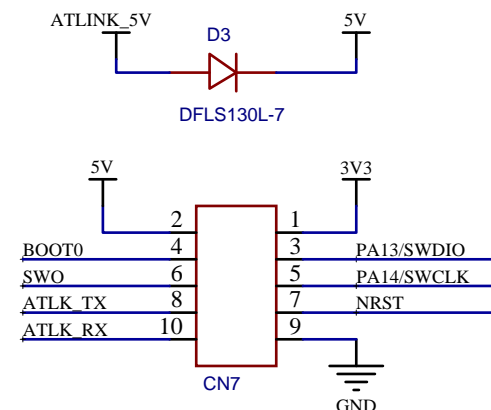 ATLINK_5V
D3
5V
DFLS130L-7
5V
3V3
2
1
BOOT0
4
3
PA13/SWDIO
SWO
6
5
PA14/SWCLK
ATLK_TX
8
7
NRST
ATLK_RX
10
9
CN7
GND